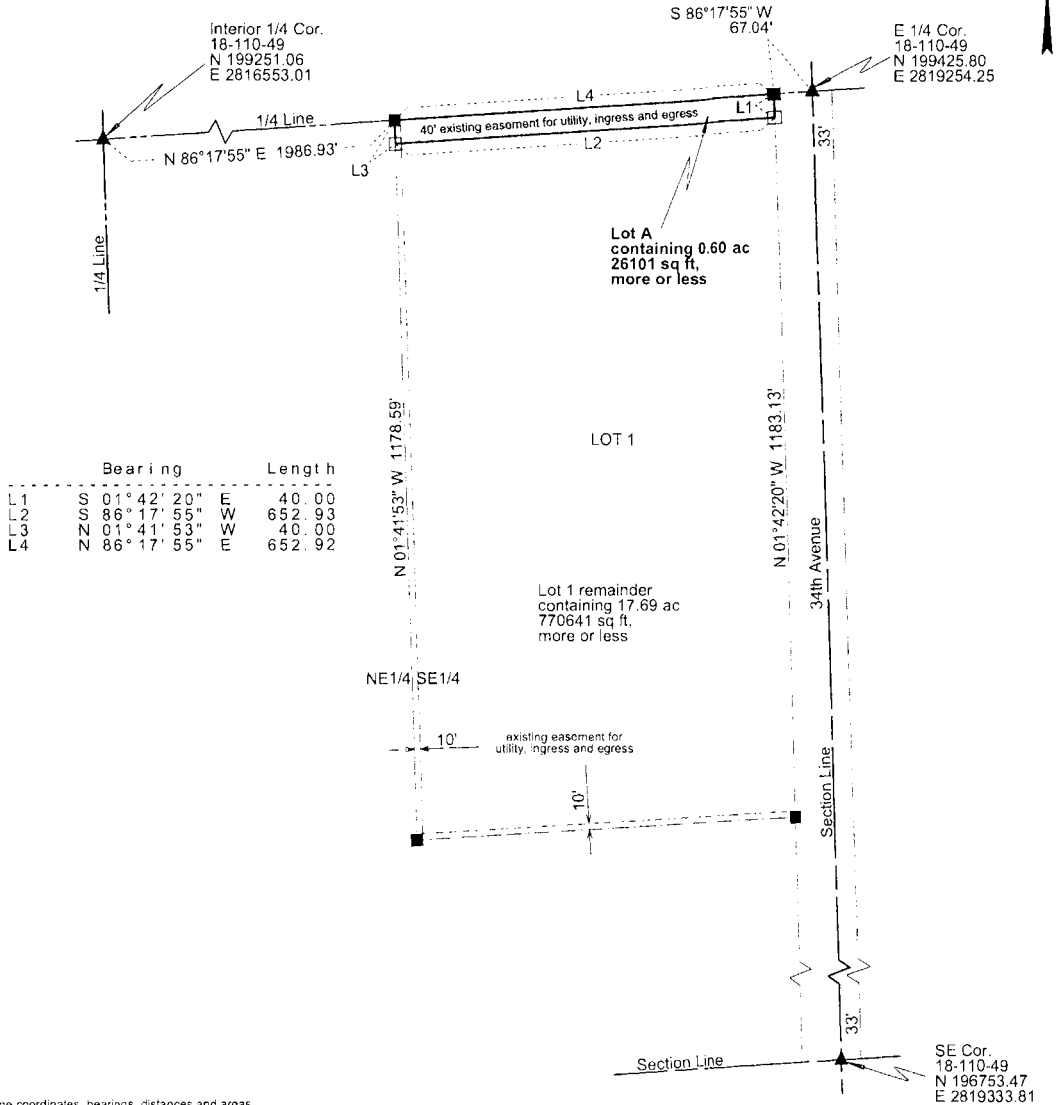 S 86°17'55" W
67.04'
Interior 1/4 Cor.
18-110-49
N 199251.06
E 2816553.01
E 1/4 Cor.
18-110-49
N 199425.80
E 2819254.25
L4
L1
1/4 Line
40' existing easement for utility, ingress and egress
L2
N 86°17'55" E 1986.93'
L3
33'
1/4 Line
Lot A
containing 0.60 ac
26101 sq ft,
more or less
N 01°41'53" W 1178.59'
N 01°42'20" W 1183.13'
LOT 1
Bearing Length
L1 S 01°42'20" E 40.00
L2 S 86°17'55" W 652.93
L3 N 01°41'53" W 40.00
L4 N 86°17'55" E 652.92
34th Avenue
Lot 1 remainder
containing 17.69 ac
770641 sq ft,
more or less
NE1/4 SE1/4
10'
existing easement for
utility, ingress and egress
10'
Section Line
33'
Section Line
SE Cor.
18-110-49
N 196753.47
E 2819333.81
coordinates, bearings, distances and areas